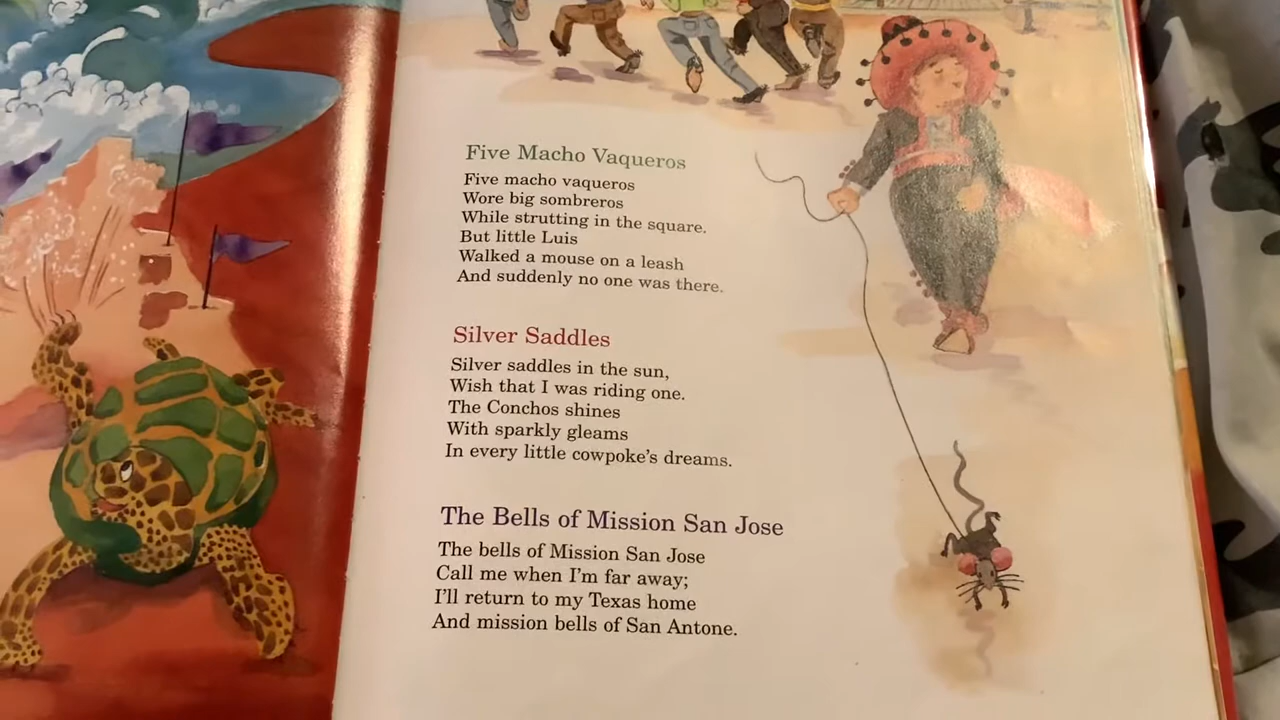 Five Macho Vaqueros
Five macho vaqueros
Wore big sombreros
While strutting in the square.
But little Luis
Walked a mouse on a leash
And suddenly no one was there.
Silver Saddles
Silver saddles in the sun,
Wish that I was riding one.
The Conchos shines
With sparkly gleams
In every little cowpoke's dreams.
The Bells of Mission San Jose
The bells of Mission San Jose
Call me when I'm far away;
I'll return to my Texas home
And mission bells of San Antone.